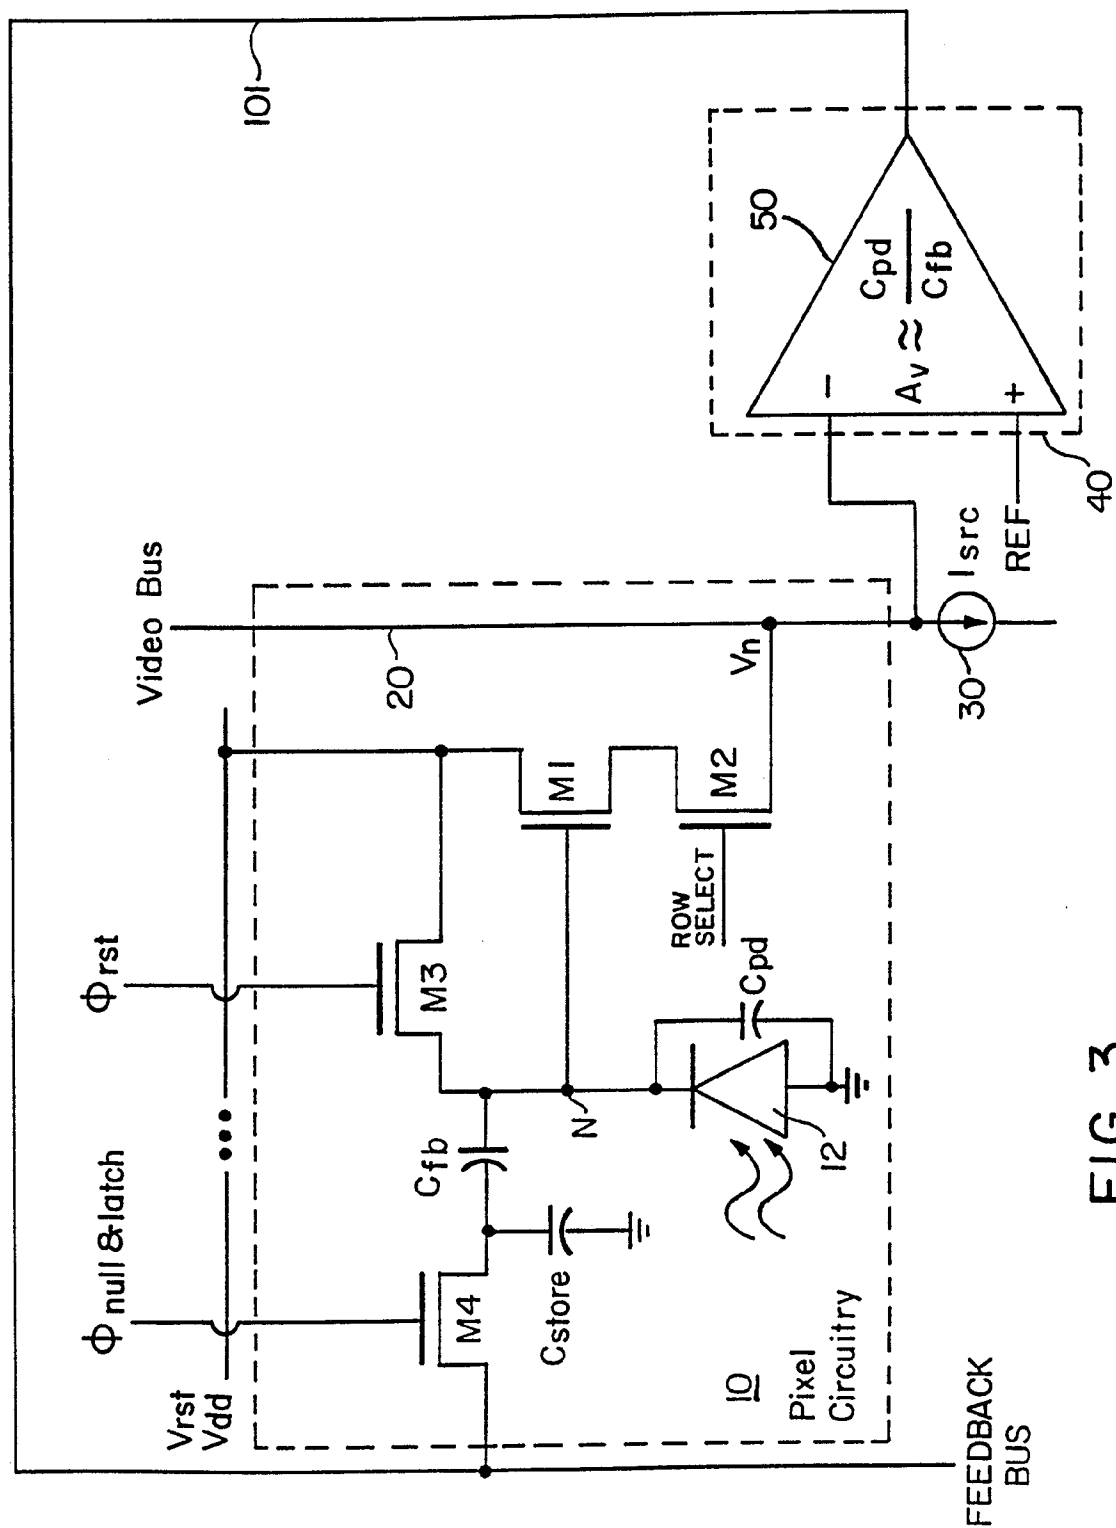 101
Φrst
Φnull & latch
Vrst
Vdd
Video Bus
20
M3
M4
Cfb
Cstore
N
M1
M2
Vn
ROW
SELECT
Cpd
12
10
Pixel
Circuitry
FEEDBACK
BUS
30
Isrc
REF
40
50
−
+
Av ≈ Cpd
Cfb
FIG. 3